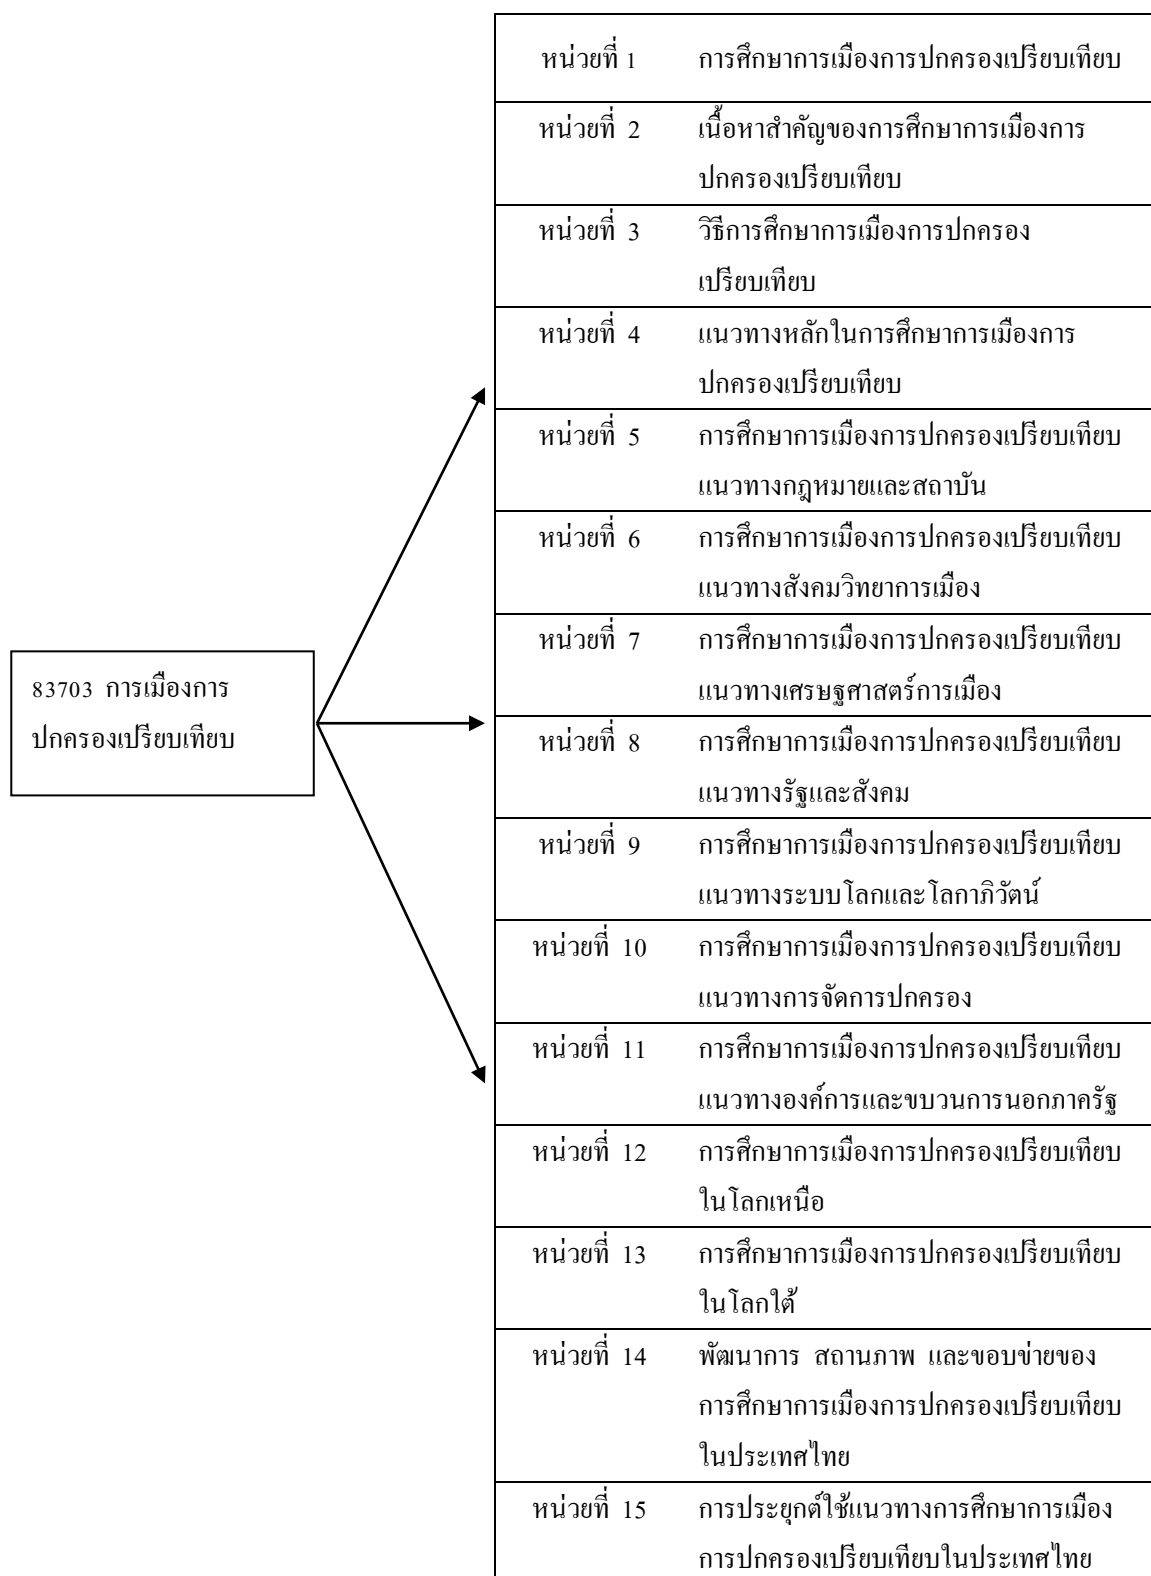 83703 การเมืองการ
ปกครองเปรียบเทียบ
หน่วยที่ 1 การศึกษาการเมืองการปกครองเปรียบเทียบ
หน่วยที่ 2 เนื้อหาสำคัญของการศึกษาการเมืองการ
ปกครองเปรียบเทียบ
หน่วยที่ 3 วิธีการศึกษาการเมืองการปกครอง
เปรียบเทียบ
หน่วยที่ 4 แนวทางหลักในการศึกษาการเมืองการ
ปกครองเปรียบเทียบ
หน่วยที่ 5 การศึกษาการเมืองการปกครองเปรียบเทียบ
แนวทางกฎหมายและสถาบัน
หน่วยที่ 6 การศึกษาการเมืองการปกครองเปรียบเทียบ
แนวทางสังคมวิทยาการเมือง
หน่วยที่ 7 การศึกษาการเมืองการปกครองเปรียบเทียบ
แนวทางเศรษฐศาสตร์การเมือง
หน่วยที่ 8 การศึกษาการเมืองการปกครองเปรียบเทียบ
แนวทางรัฐและสังคม
หน่วยที่ 9 การศึกษาการเมืองการปกครองเปรียบเทียบ
แนวทางระบบโลกและโลกาภิวัตน์
หน่วยที่ 10 การศึกษาการเมืองการปกครองเปรียบเทียบ
แนวทางการจัดการปกครอง
หน่วยที่ 11 การศึกษาการเมืองการปกครองเปรียบเทียบ
แนวทางองค์การและขบวนการนอกภาครัฐ
หน่วยที่ 12 การศึกษาการเมืองการปกครองเปรียบเทียบ
ในโลกเหนือ
หน่วยที่ 13 การศึกษาการเมืองการปกครองเปรียบเทียบ
ในโลกใต้
หน่วยที่ 14 พัฒนาการ สถานภาพ และขอบข่ายของ
การศึกษาการเมืองการปกครองเปรียบเทียบ
ในประเทศไทย
หน่วยที่ 15 การประยุกต์ใช้แนวทางการศึกษาการเมือง
การปกครองเปรียบเทียบในประเทศไทย